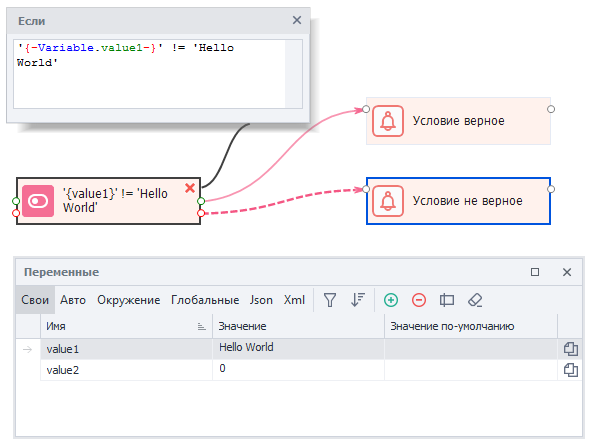 Если
'{-Variable.value1-}' != 'Hello
World'
Условие верное
'{value1}' != 'Hello
World'
Условие не верное
Переменные
Свои Авто Окружение Глобальные Json Xml
Имя Значение Значение по-умолчанию
value1 Hello World
value2 0